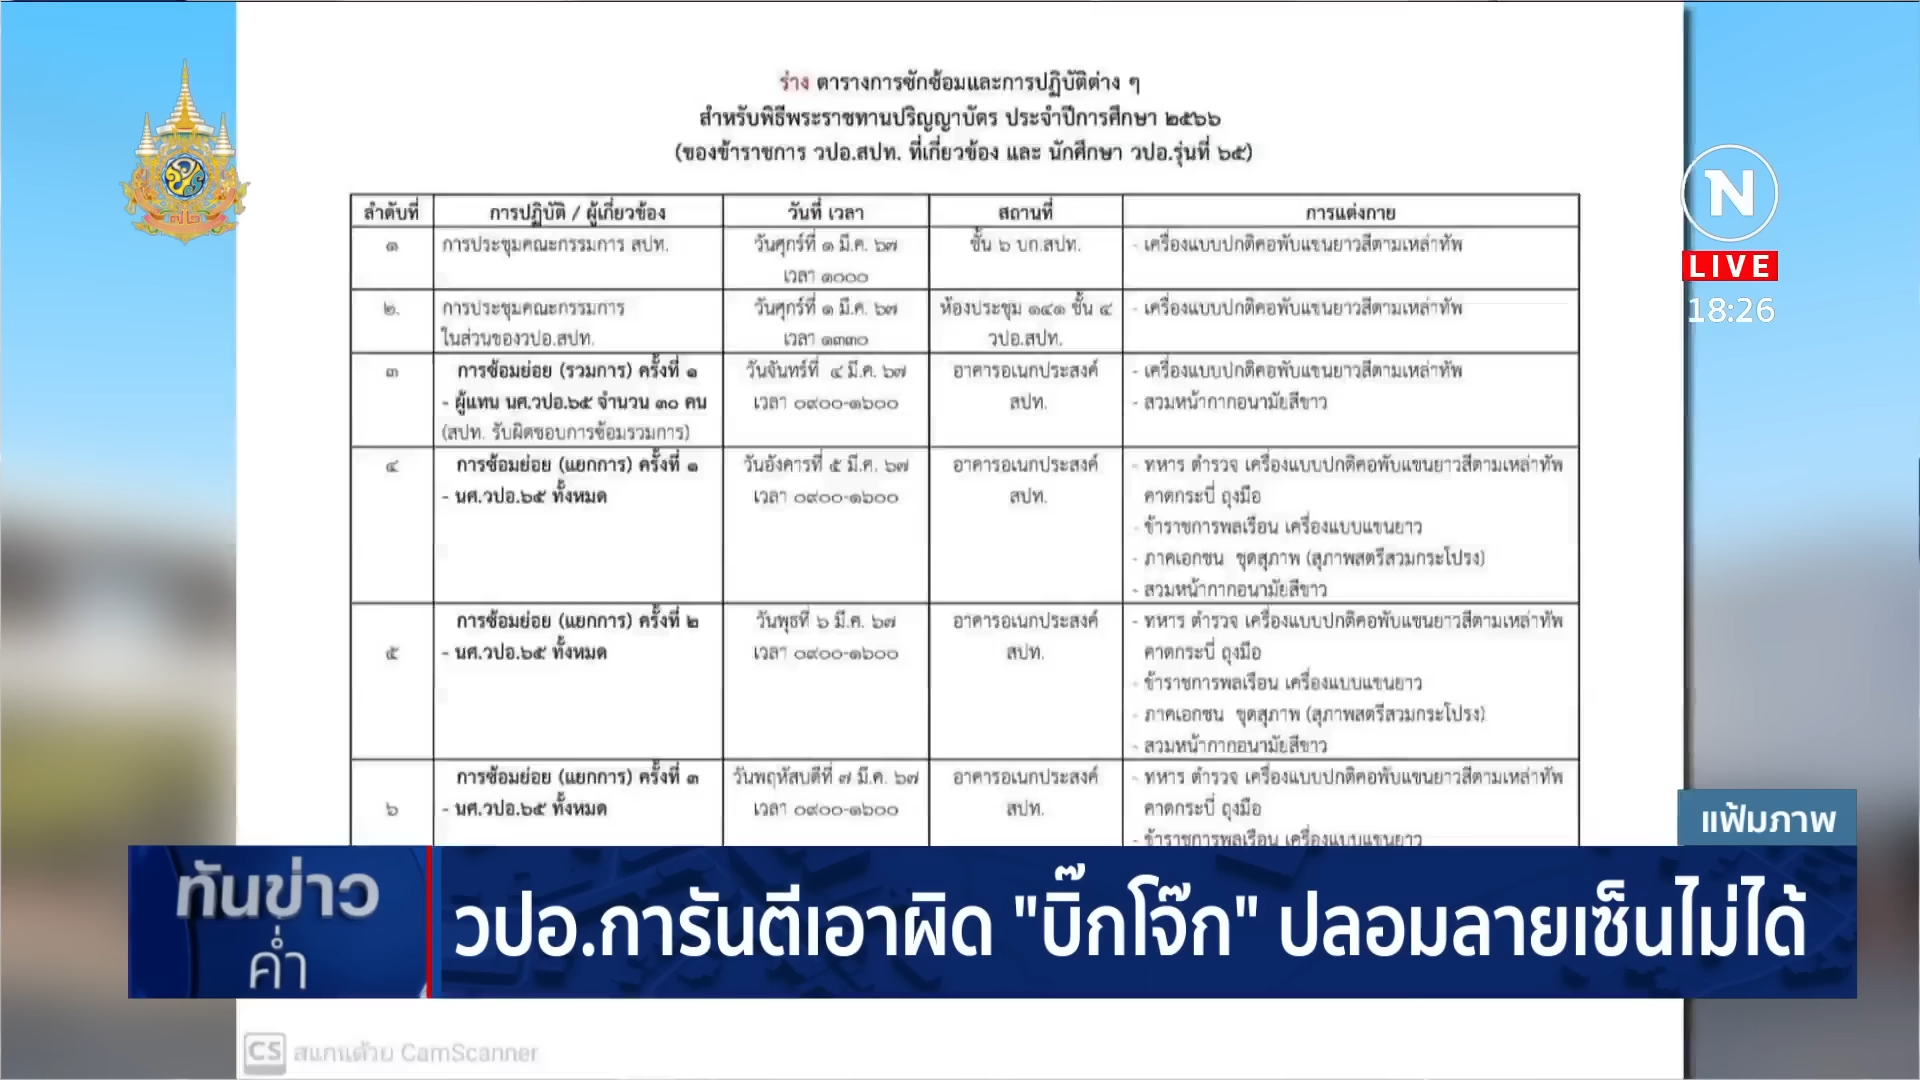 ร่าง ตารางการซักซ้อมและการปฏิบัติต่าง ๆ
สำหรับพิธีพระราชทานปริญญาบัตร ประจำปีการศึกษา ๒๕๖๖
(ของข้าราชการ วปอ.สปท. ที่เกี่ยวข้อง และ นักศึกษา วปอ.รุ่นที่ ๖๕)
ลำดับที่ การปฏิบัติ / ผู้เกี่ยวข้อง วันที่ เวลา สถานที่ การแต่งกาย
๑ การประชุมคณะกรรมการ สปท. วันศุกร์ที่ ๑ มี.ค. ๖๗ ชั้น ๖ บก.สปท. - เครื่องแบบปกติคอพับแขนยาวสีตามเหล่าทัพ
เวลา ๑๐๐๐
๒. การประชุมคณะกรรมการ วันศุกร์ที่ ๑ มี.ค. ๖๗ ห้องประชุม ๑๔๑ ชั้น ๔ - เครื่องแบบปกติคอพับแขนยาวสีตามเหล่าทัพ
ในส่วนของวปอ.สปท. เวลา ๑๓๓๐ วปอ.สปท.
๓ การซ้อมย่อย (รวมการ) ครั้งที่ ๑ วันจันทร์ที่ ๔ มี.ค. ๖๗ อาคารอเนกประสงค์ - เครื่องแบบปกติคอพับแขนยาวสีตามเหล่าทัพ
- ผู้แทน นศ.วปอ.๖๕ จำนวน ๓๐ คน เวลา ๐๙๐๐-๑๖๐๐ สปท. - สวมหน้ากากอนามัยสีขาว
(สปท. รับผิดชอบการซ้อมรวมการ)
๔ การซ้อมย่อย (แยกการ) ครั้งที่ ๑ วันอังคารที่ ๕ มี.ค. ๖๗ อาคารอเนกประสงค์ - ทหาร ตำรวจ เครื่องแบบปกติคอพับแขนยาวสีตามเหล่าทัพ
- นศ.วปอ.๖๕ ทั้งหมด เวลา ๐๙๐๐-๑๖๐๐ สปท. คาดกระบี่ ถุงมือ
- ข้าราชการพลเรือน เครื่องแบบแขนยาว
- ภาคเอกชน ชุดสุภาพ (สุภาพสตรีสวมกระโปรง)
- สวมหน้ากากอนามัยสีขาว
การซ้อมย่อย (แยกการ) ครั้งที่ ๒ วันพุธที่ ๖ มี.ค. ๖๗ อาคารอเนกประสงค์ - ทหาร ตำรวจ เครื่องแบบปกติคอพับแขนยาวสีตามเหล่าทัพ
๕ - นศ.วปอ.๖๕ ทั้งหมด เวลา ๐๙๐๐-๑๖๐๐ สปท. คาดกระบี่ ถุงมือ
- ข้าราชการพลเรือน เครื่องแบบแขนยาว
- ภาคเอกชน ชุดสุภาพ (สุภาพสตรีสวมกระโปรง)
- สวมหน้ากากอนามัยสีขาว
การซ้อมย่อย (แยกการ) ครั้งที่ ๓ วันพฤหัสบดีที่ ๗ มี.ค. ๖๗ อาคารอเนกประสงค์ - ทหาร ตำรวจ เครื่องแบบปกติคอพับแขนยาวสีตามเหล่าทัพ
๖ - นศ.วปอ.๖๕ ทั้งหมด เวลา ๐๙๐๐-๑๖๐๐ สปท. คาดกระบี่ ถุงมือ
- ข้าราชการพลเรือน เครื่องแบบแขนยาว
๗๒
N
LIVE
18:26
แฟ้มภาพ
ทันข่าว
ค่ำ
วปอ.การันตีเอาผิด "บิ๊กโจ๊ก" ปลอมลายเซ็นไม่ได้
CS สแกนด้วย CamScanner